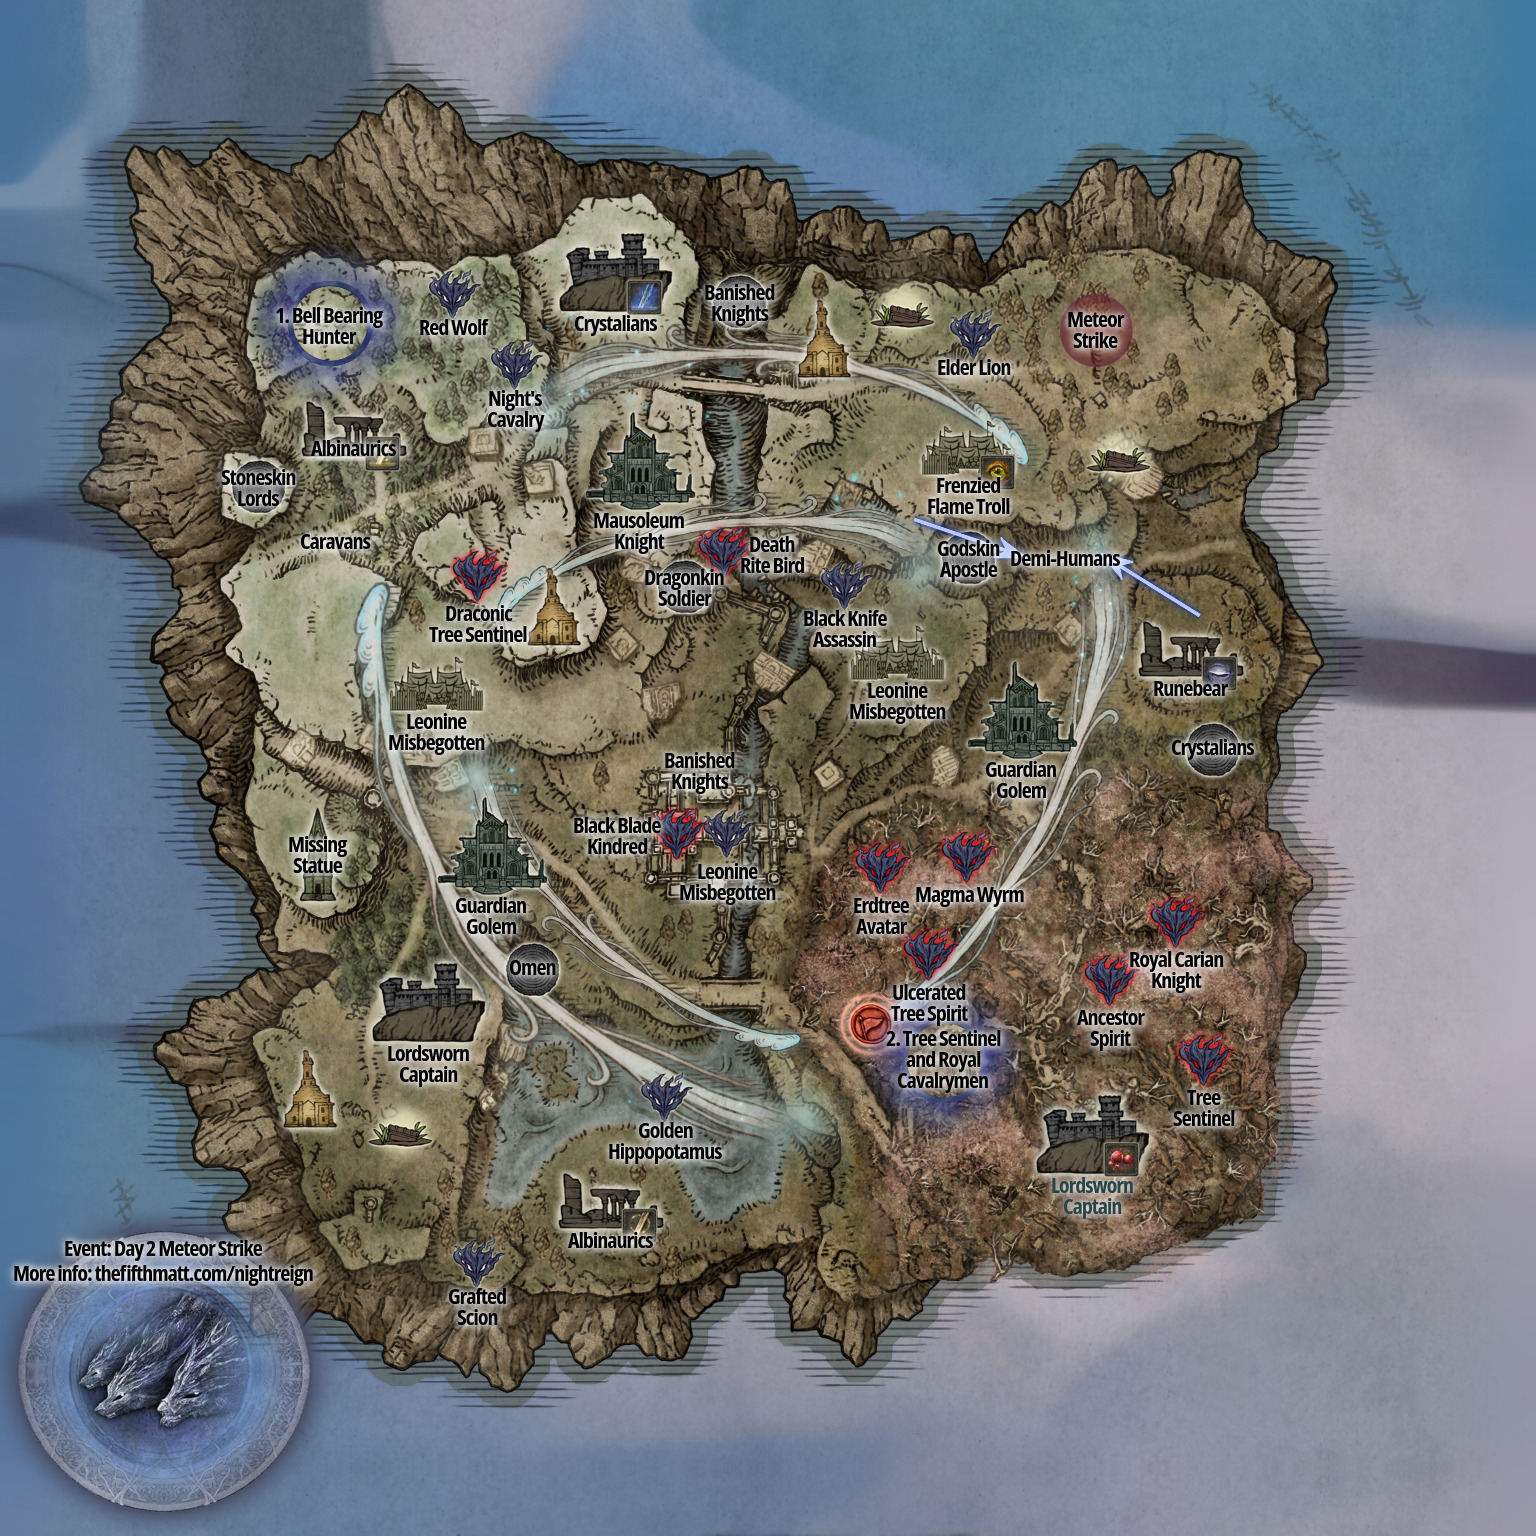 1. Bell Bearing
Hunter
Red Wolf
Crystalians
Banished
Knights
Meteor
Strike
Elder Lion
Night's
Cavalry
Albinaurics
Stoneskin
Lords
Caravans
Mausoleum
Knight
Frenzied
Flame Troll
Death
Rite Bird
Godskin
Apostle
Demi-Humans
Dragonkin
Soldier
Draconic
Tree Sentinel
Black Knife
Assassin
Leonine
Misbegotten
Runebear
Leonine
Misbegotten
Crystalians
Banished
Knights
Guardian
Golem
Missing
Statue
Black Blade
Kindred
Leonine
Misbegotten
Guardian
Golem
Erdtree
Avatar
Magma Wyrm
Royal Carian
Knight
Omen
Ulcerated
Tree Spirit
Ancestor
Spirit
2. Tree Sentinel
and Royal
Cavalrymen
Lordsworn
Captain
Tree
Sentinel
Golden
Hippopotamus
Lordsworn
Captain
Albinaurics
Grafted
Scion
Event: Day 2 Meteor Strike
More info: thefifthmatt.com/nightreign